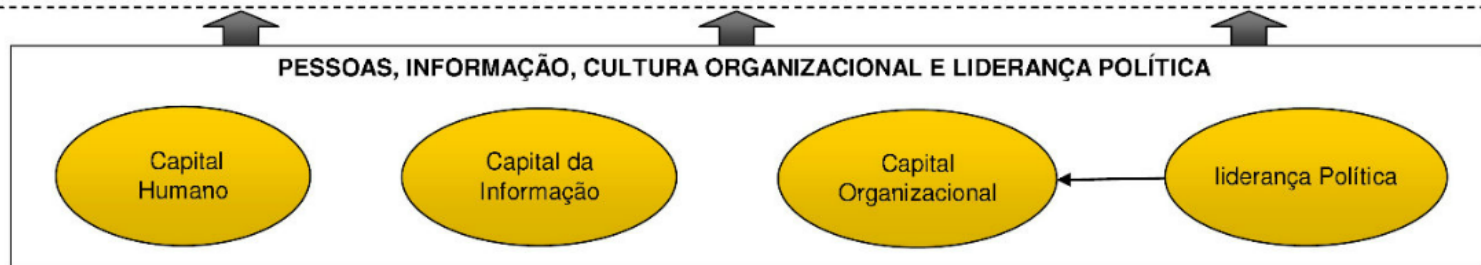 PESSOAS, INFORMAÇÃO, CULTURA ORGANIZACIONAL E LIDERANÇA POLÍTICA
Capital
Humano
Capital da
Informação
Capital
Organizacional
liderança Política